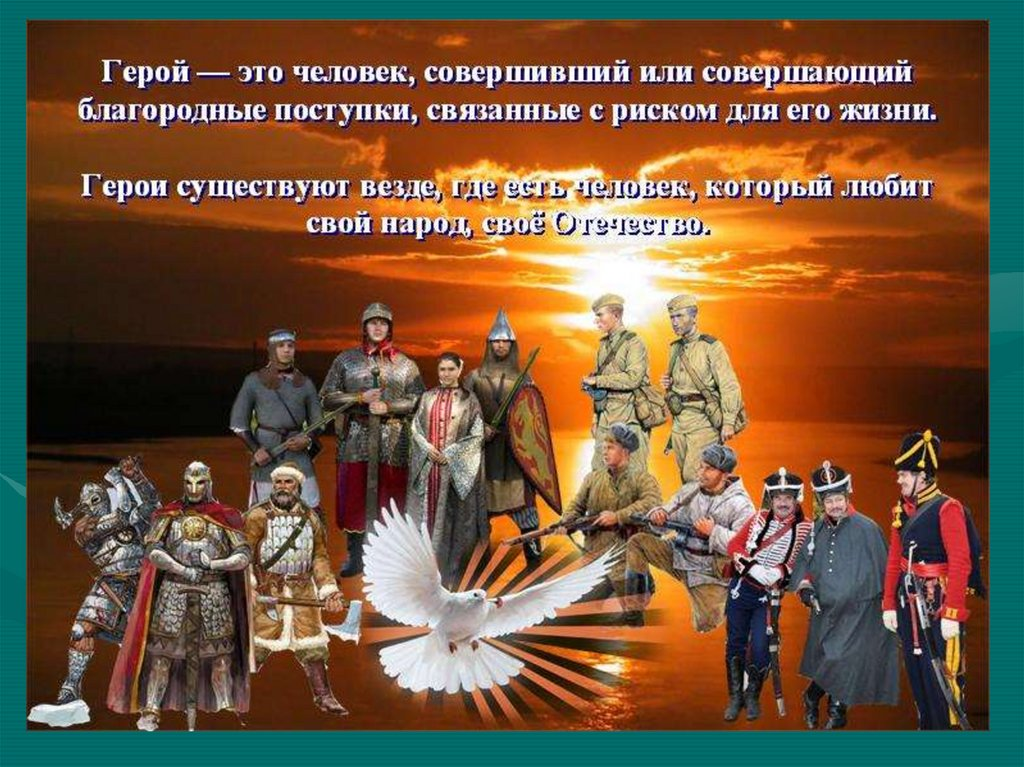 Герой — это человек, совершивший или совершающий
благородные поступки, связанные с риском для его жизни.
Герои существуют везде, где есть человек, который любит
свой народ, своё Отечество.